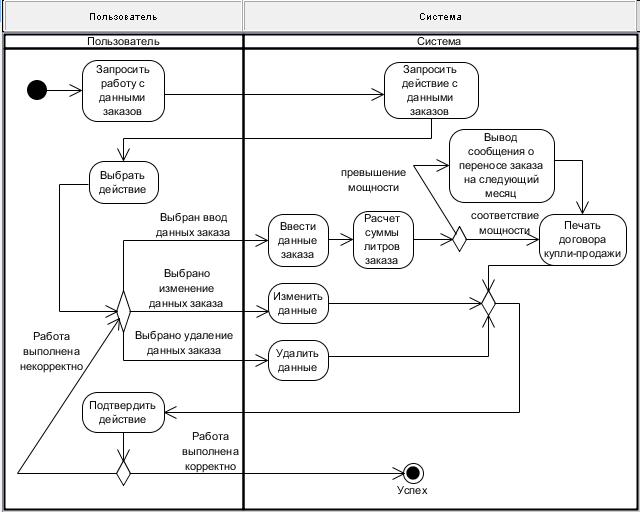 Пользователь
Система
Пользователь
Система
Запросить
работу с
данными
заказов
Запросить
действие с
данными
заказов
Выбрать
действие
превышение
мощности
Вывод
сообщения о
переносе заказа
на следующий
месяц
Выбран ввод
данных заказа
Ввести
данные
заказа
Расчет
суммы
литров
заказа
соответствие
мощности
Печать
договора
купли-продажи
Выбрано
изменение
данных заказа
Изменить
данные
Выбрано удаление
данных заказа
Удалить
данные
Работа
выполнена
некорректно
Подтвердить
действие
Работа
выполнена
корректно
Успех